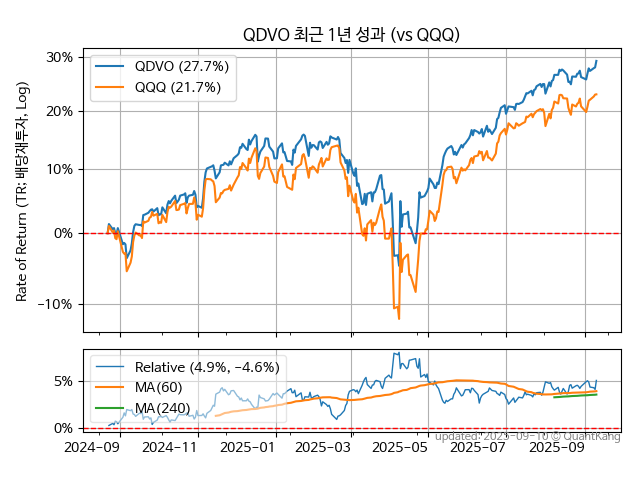 QDVO 최근 1년 성과 (vs QQQ)
Rate of Return (TR: 배당재투자, Log)
30%
20%
10%
0%
−10%
QDVO (27.7%)
QQQ (21.7%)
5%
0%
Relative (4.9%, −4.6%)
MA(60)
MA(240)
2024-09
2024-11
2025-01
2025-03
2025-05
2025-07
2025-09
updated: 2025-09-10 © QuantKang